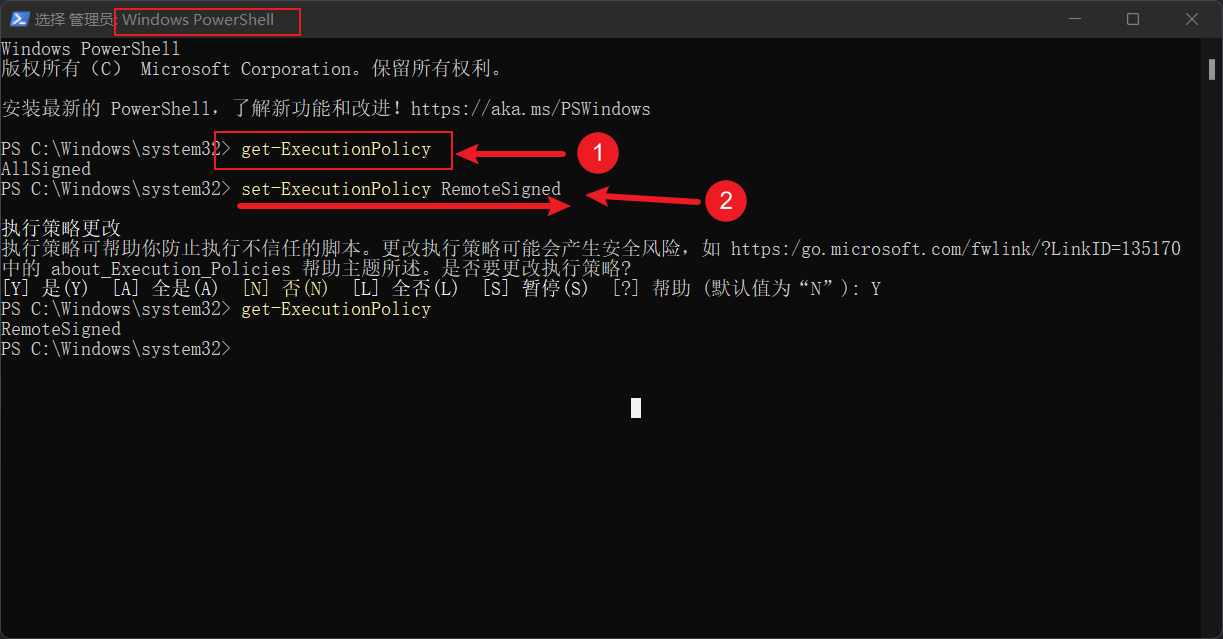 选择 管理员: Windows PowerShell
Windows PowerShell
版权所有（C） Microsoft Corporation。保留所有权利。
安装最新的 PowerShell，了解新功能和改进！https://aka.ms/PSWindows
PS C:\Windows\system32> get-ExecutionPolicy
1
AllSigned
PS C:\Windows\system32> set-ExecutionPolicy RemoteSigned
2
执行策略更改
执行策略可帮助你防止执行不信任的脚本。更改执行策略可能会产生安全风险，如 https:/go.microsoft.com/fwlink/?LinkID=135170
中的 about_Execution_Policies 帮助主题所述。是否要更改执行策略?
[Y] 是(Y)  [A] 全是(A)  [N] 否(N)  [L] 全否(L)  [S] 暂停(S)  [?] 帮助 (默认值为“N”): Y
PS C:\Windows\system32> get-ExecutionPolicy
RemoteSigned
PS C:\Windows\system32>